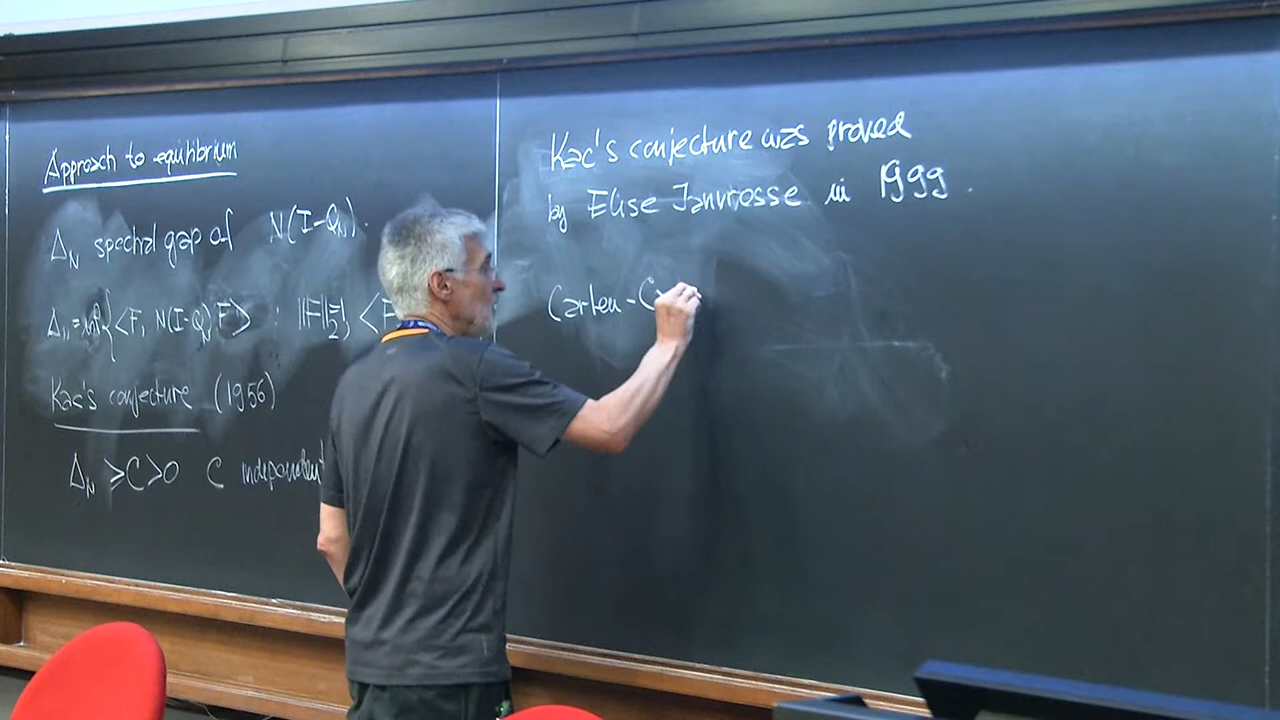 Approach to equilibrium
Δ_N spectral gap of N(I-Q_N).
Δ_N = inf{<F, N(I-Q_N)F> : ||F||_2=1, <F
Kac's conjecture (1956)
Δ_N ≥ C > 0 C independent
Kac's conjecture was proved
by Elise Janvresse in 1999.
Carlen - C